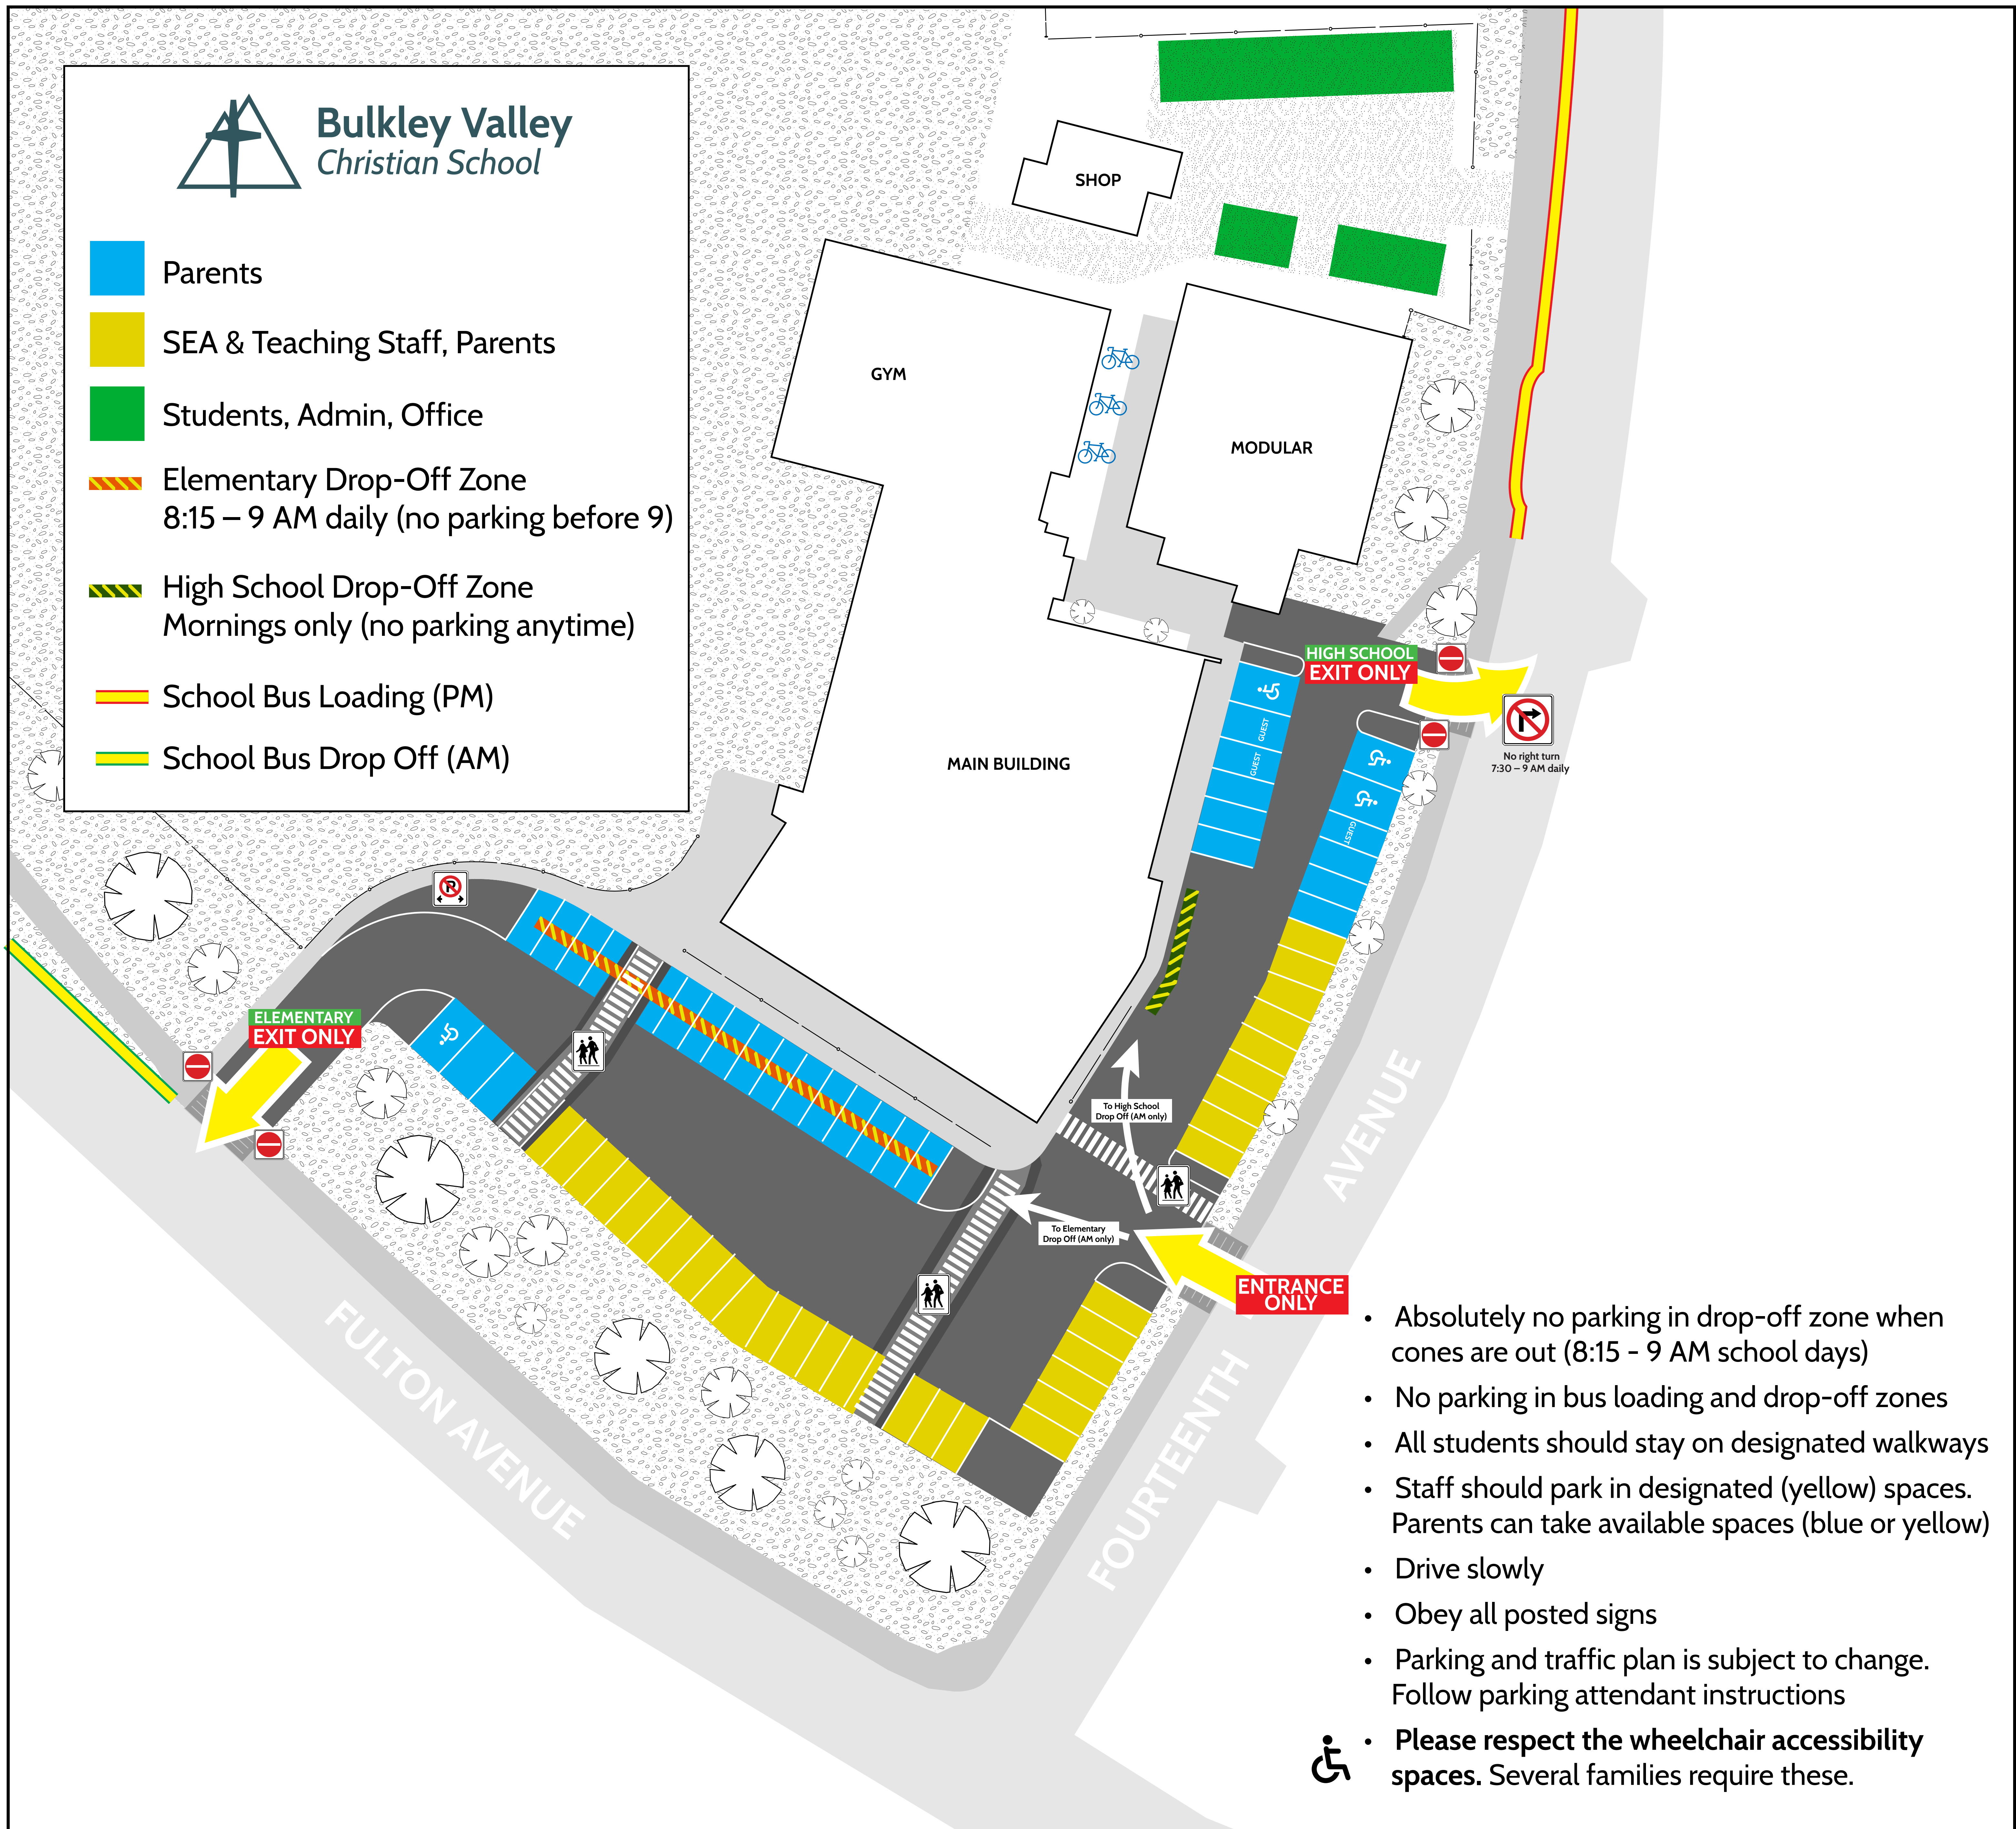 Bulkley Valley
Christian School
Parents
SEA & Teaching Staff, Parents
Students, Admin, Office
Elementary Drop-Off Zone
8:15 – 9 AM daily (no parking before 9)
High School Drop-Off Zone
Mornings only (no parking anytime)
School Bus Loading (PM)
School Bus Drop Off (AM)
SHOP
GYM
MODULAR
MAIN BUILDING
HIGH SCHOOL
EXIT ONLY
GUEST
GUEST
GUEST
No right turn
7:30 – 9 AM daily
P
ELEMENTARY
EXIT ONLY
To High School
Drop Off (AM only)
To Elementary
Drop Off (AM only)
ENTRANCE
ONLY
FULTON AVENUE
FOURTEENTH AVENUE
• Absolutely no parking in drop-off zone when
cones are out (8:15 - 9 AM school days)
• No parking in bus loading and drop-off zones
• All students should stay on designated walkways
• Staff should park in designated (yellow) spaces.
Parents can take available spaces (blue or yellow)
• Drive slowly
• Obey all posted signs
• Parking and traffic plan is subject to change.
Follow parking attendant instructions
• Please respect the wheelchair accessibility
spaces. Several families require these.